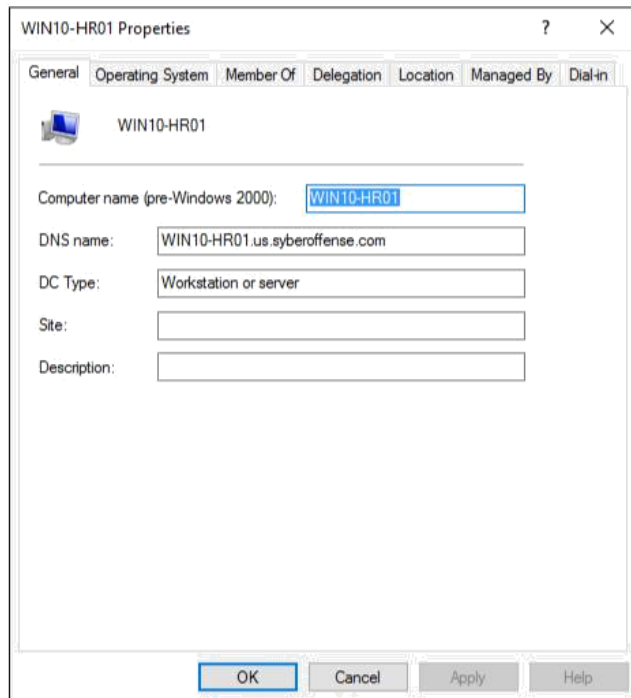 WIN10-HR01 Properties ? ×
General Operating System Member Of Delegation Location Managed By Dial-in
WIN10-HR01
Computer name (pre-Windows 2000): WIN10-HR01
DNS name: WIN10-HR01.us.syberoffense.com
DC Type: Workstation or server
Site:
Description:
OK Cancel Apply Help